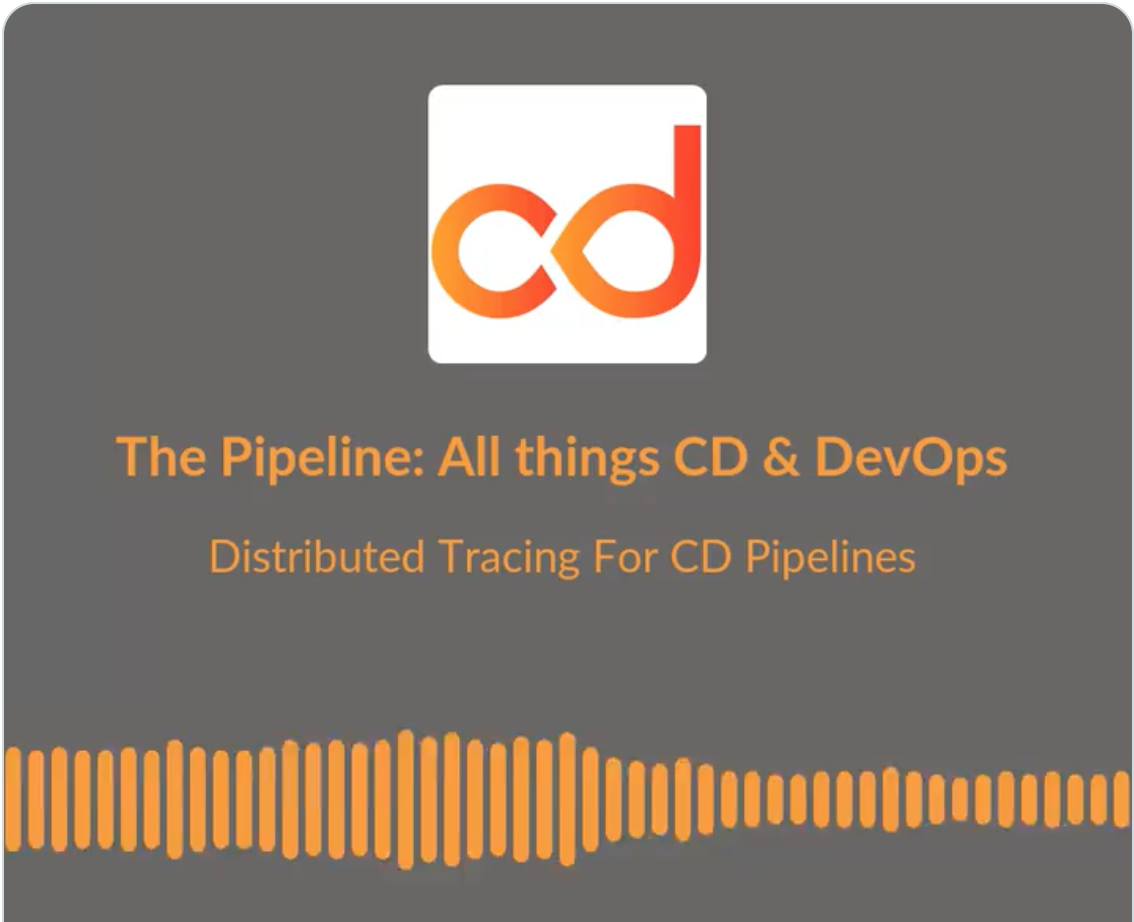 cd
The Pipeline: All things CD & DevOps
Distributed Tracing For CD Pipelines